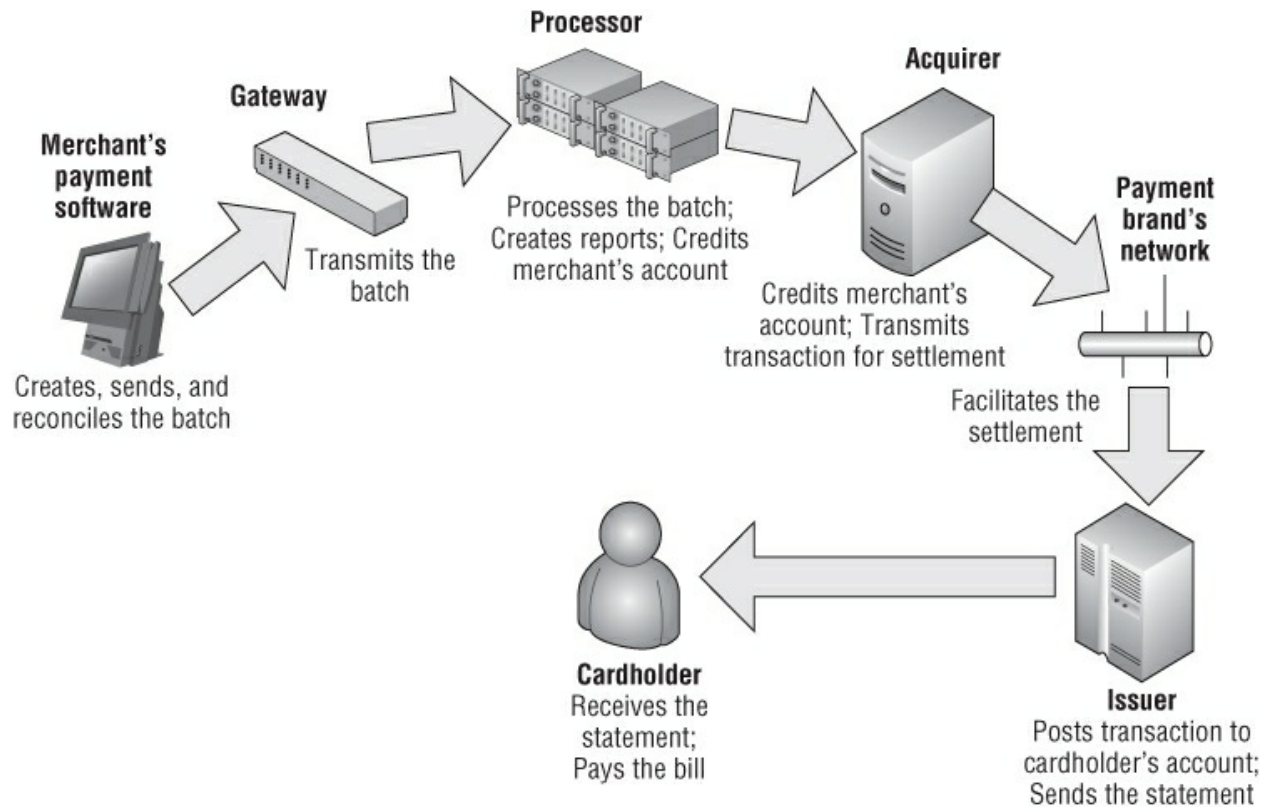 Processor
Acquirer
Gateway
Merchant's
payment
software
Payment
brand's
network
Processes the batch;
Creates reports; Credits
merchant's account
Transmits the
batch
Credits merchant's
account; Transmits
transaction for settlement
Creates, sends, and
reconciles the batch
Facilitates the
settlement
Cardholder
Receives the
statement;
Pays the bill
Issuer
Posts transaction to
cardholder's account;
Sends the statement